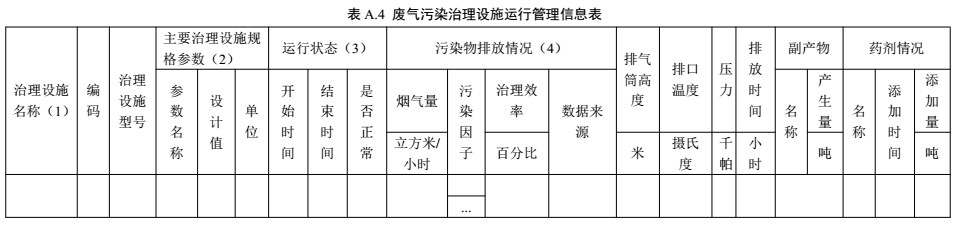 表 A.4 废气污染治理设施运行管理信息表
治理设施名称（1） 编码 治理设施型号 主要治理设施规格参数（2） 运行状态（3） 污染物排放情况（4） 排气筒高度 排口温度 压力 排放时间 副产物 药剂情况
参数名称 设计值 单位 开始时间 结束时间 是否正常 烟气量 污染因子 治理效率 数据来源 名称 产生量 名称 添加时间 添加量
立方米/小时 百分比 米 摄氏度 千帕 小时 吨 吨
...